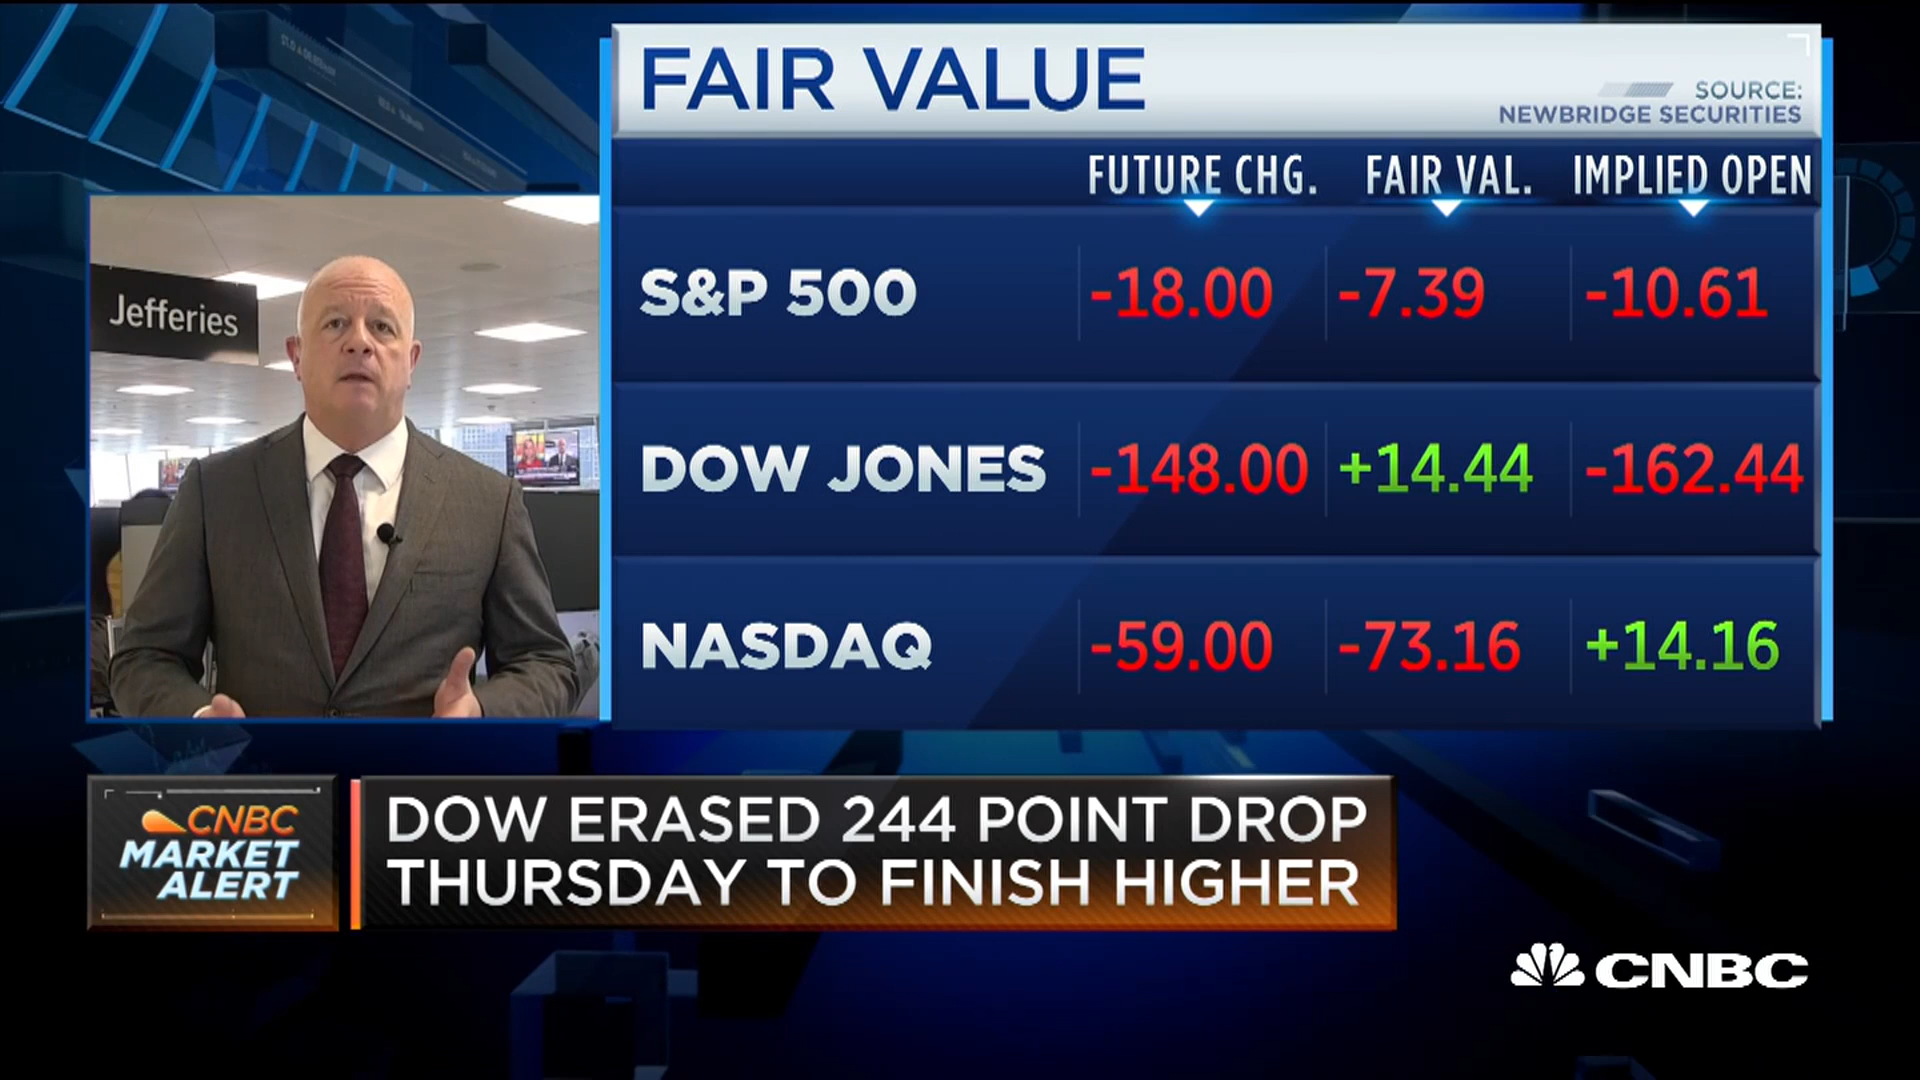 FAIR VALUE
SOURCE:
NEWBRIDGE SECURITIES
FUTURE CHG. FAIR VAL. IMPLIED OPEN
S&P 500 -18.00 -7.39 -10.61
DOW JONES -148.00 +14.44 -162.44
NASDAQ -59.00 -73.16 +14.16
Jefferies
CNBC
MARKET
ALERT
DOW ERASED 244 POINT DROP
THURSDAY TO FINISH HIGHER
CNBC